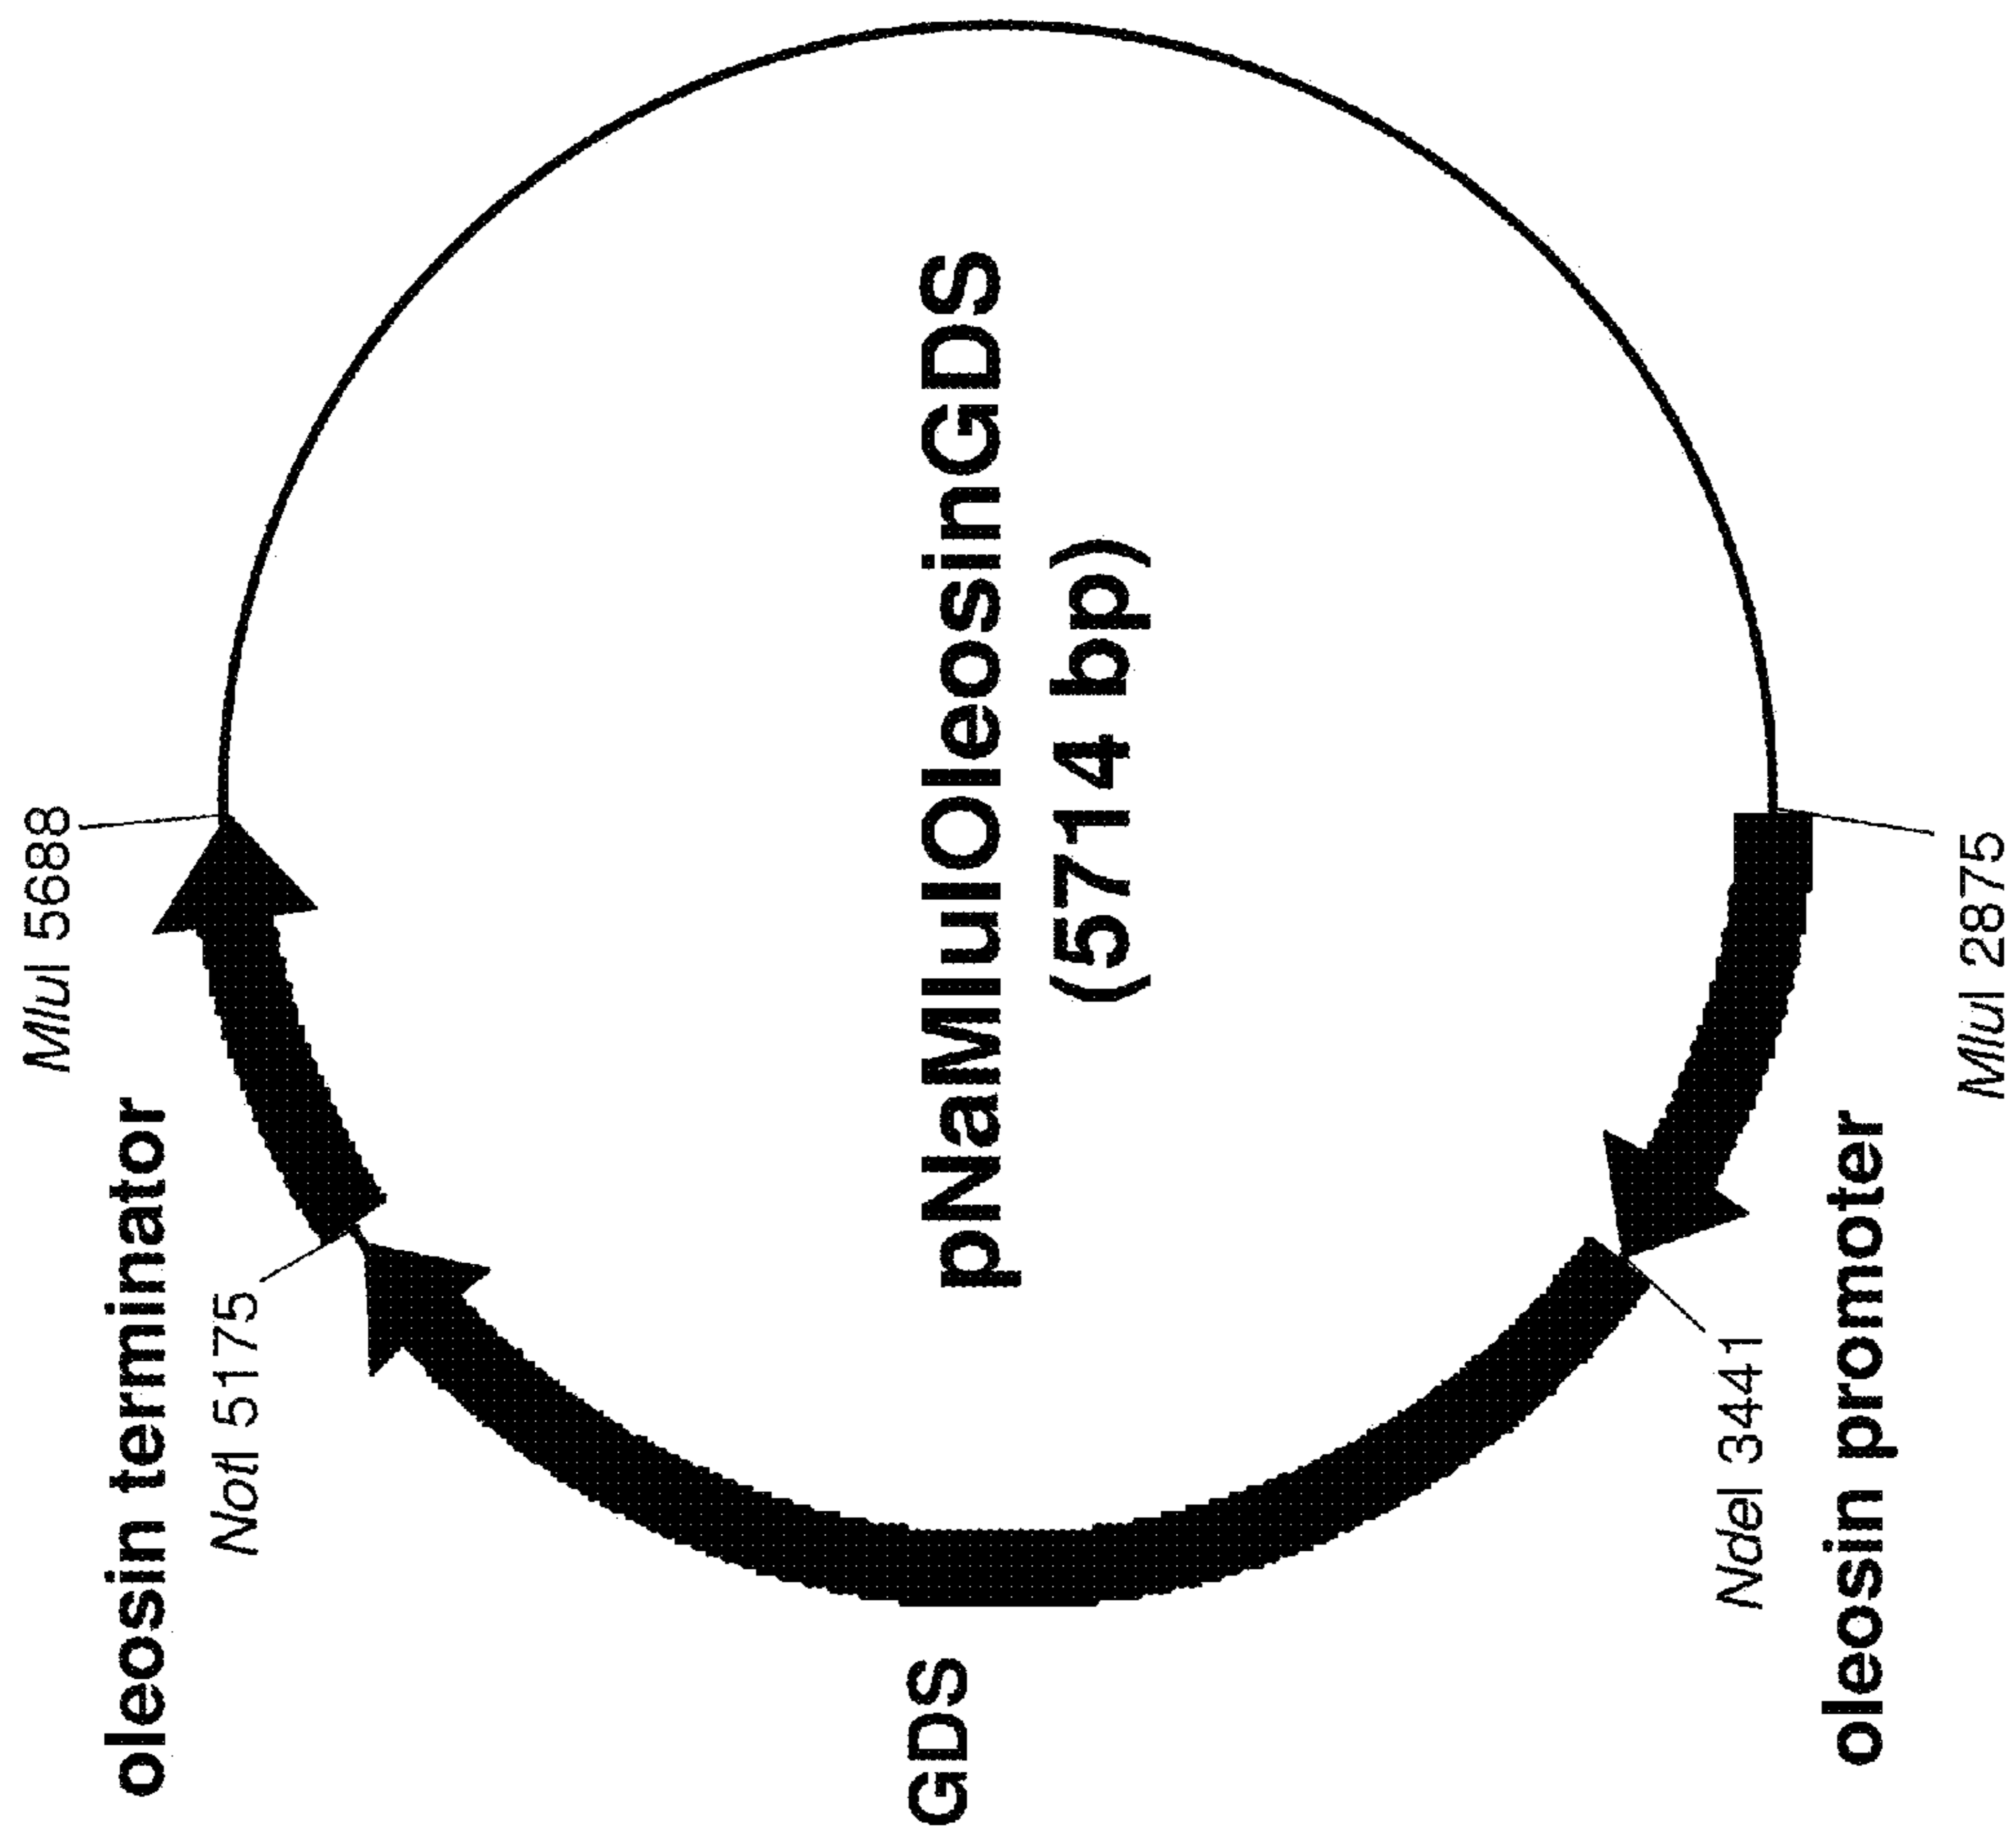 MluI 5688
oleosin terminator
NotI 5175
GDS
pNaMluIOleosinGDS
(5714 bp)
NdeI 3441
oleosin promoter
MluI 2875